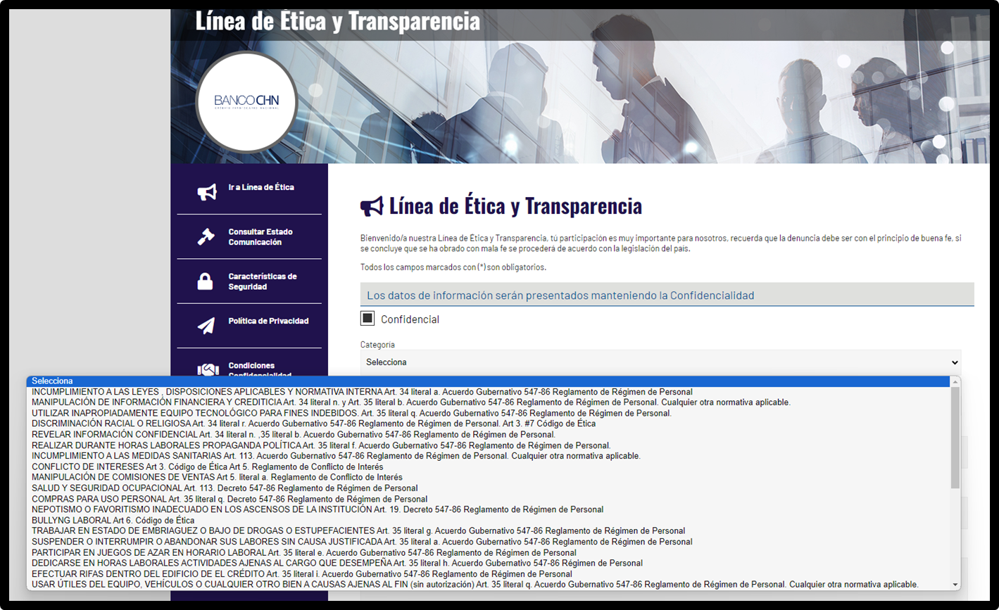 Línea de Ética y Transparencia
BANCOCHN
Ir a Línea de Ética
Consultar Estado
Comunicación
Características de
Seguridad
Política de Privacidad
Condiciones
Confidencialidad
Línea de Ética y Transparencia
Bienvenido/a nuestra Línea de Ética y Transparencia, tú participación es muy importante para nosotros, recuerda que la denuncia debe ser con el principio de buena fe, si
se concluye que se ha obrado con mala fe se procederá de acuerdo con la legislación del país.
Todos los campos marcados con (*) son obligatorios.
Los datos de información serán presentados manteniendo la Confidencialidad
Confidencial
Categoría
Selecciona
Selecciona
INCUMPLIMIENTO A LAS LEYES , DISPOSICIONES APLICABLES Y NORMATIVA INTERNA Art. 34 literal a. Acuerdo Gubernativo 547-86 Reglamento de Régimen de Personal
MANIPULACIÓN DE INFORMACIÓN FINANCIERA Y CREDITICIA Art. 34 literal n. y Art. 35 literal b. Acuerdo Gubernativo 547-86 Reglamento de Régimen de Personal. Cualquier otra normativa aplicable.
UTILIZAR INAPROPIADAMENTE EQUIPO TECNOLÓGICO PARA FINES INDEBIDOS. Art. 35 literal q. Acuerdo Gubernativo 547-86 Reglamento de Régimen de Personal.
DISCRIMINACIÓN RACIAL O RELIGIOSA Art. 34 literal r. Acuerdo Gubernativo 547-86 Reglamento de Régimen de Personal. Art 3. #7 Código de Ética
REVELAR INFORMACIÓN CONFIDENCIAL Art. 34 literal n. ,35 literal b. Acuerdo Gubernativo 547-86 Reglamento de Régimen de Personal.
REALIZAR DURANTE HORAS LABORALES PROPAGANDA POLÍTICA Art. 35 literal f. Acuerdo Gubernativo 547-86 Reglamento de Régimen de Personal.
INCUMPLIMIENTO A LAS MEDIDAS SANITARIAS Art. 113. Acuerdo Gubernativo 547-86 Reglamento de Régimen de Personal. Cualquier otra normativa aplicable.
CONFLICTO DE INTERESES Art 3. Código de Ética Art 5. Reglamento de Conflicto de Interés
MANIPULACIÓN DE COMISIONES DE VENTAS Art 5. literal a. Reglamento de Conflicto de Interés
SALUD Y SEGURIDAD OCUPACIONAL Art. 113. Decreto 547-86 Reglamento de Régimen de Personal
COMPRAS PARA USO PERSONAL Art. 35 literal q. Decreto 547-86 Reglamento de Régimen de Personal
NEPOTISMO O FAVORITISMO INADECUADO EN LOS ASCENSOS DE LA INSTITUCIÓN Art. 19. Decreto 547-86 Reglamento de Régimen de Personal
BULLYNG LABORAL Art 6. Código de Ética
TRABAJAR EN ESTADO DE EMBRIAGUEZ O BAJO DE DROGAS O ESTUPEFACIENTES Art. 35 literal g. Acuerdo Gubernativo 547-86 Reglamento de Régimen de Personal
SUSPENDER O INTERRUMPIR O ABANDONAR SUS LABORES SIN CAUSA JUSTIFICADA Art. 35 literal a. Acuerdo Gubernativo 547-86 Reglamento de Régimen de Personal
PARTICIPAR EN JUEGOS DE AZAR EN HORARIO LABORAL Art. 35 literal e. Acuerdo Gubernativo 547-86 Reglamento de Régimen de Personal
DEDICARSE EN HORAS LABORALES ACTIVIDADES AJENAS AL CARGO QUE DESEMPEÑA Art. 35 literal h. Acuerdo Gubernativo 547-86 Régimen de Personal
EFECTUAR RIFAS DENTRO DEL EDIFICIO DE EL CRÉDITO Art. 35 literal i. Acuerdo Gubernativo 547-86 Reglamento de Régimen de Personal
USAR ÚTILES DEL EQUIPO, VEHÍCULOS O CUALQUIER OTRO BIEN A CAUSAS AJENAS AL FIN (sin autorización) Art. 35 literal q. Acuerdo Gubernativo 547-86 Reglamento de Régimen de Personal. Cualquier otra normativa aplicable.